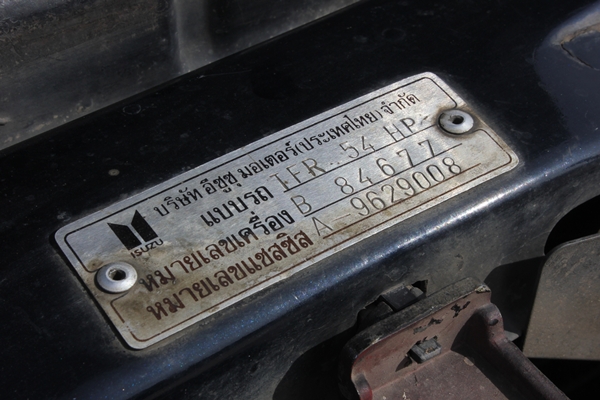 บริษัท อีซูซุ มอเตอร์(ประเทศไทย)จำกัด
แบบรถ TFR 54 HP
หมายเลขเครื่อง B 84677
หมายเลขแชสซิส A-9629008
ISUZU